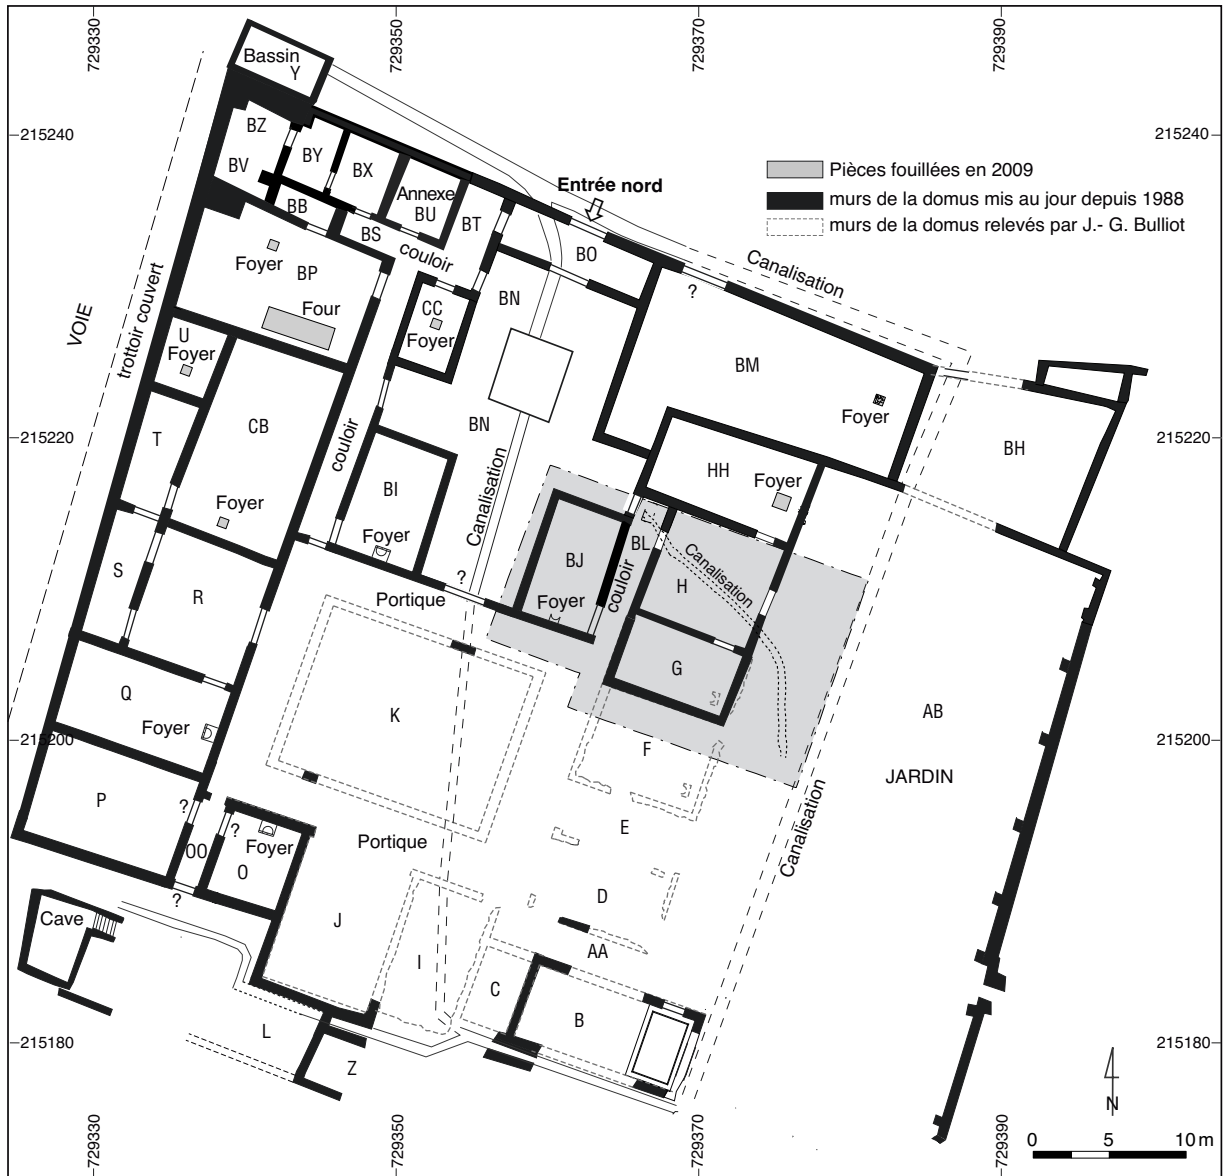 729330
729350
729370
729390
Bassin
Y
215240
215240
BZ
BY
BX
BV
Annexe
BU
Entrée nord
BB
BS
BT
couloir
BO
Pièces fouillées en 2009
murs de la domus mis au jour depuis 1988
murs de la domus relevés par J.- G. Bulliot
Canalisation
?
VOIE
trottoir couvert
Foyer
BP
Four
BN
CC
Foyer
U
Foyer
BM
Foyer
T
CB
couloir
BN
215220
215220
BH
HH
Foyer
BI
Foyer
Canalisation
Foyer
S
R
?
Portique
BJ
Foyer
couloir
BL
H
Canalisation
G
Q
Foyer
K
F
AB
215200
215200
JARDIN
P
?
?
OO
O
Foyer
?
Portique
E
Canalisation
D
Cave
J
I
AA
C
B
L
Z
215180
215180
N
729330
729350
729370
729390
0
5
10 m